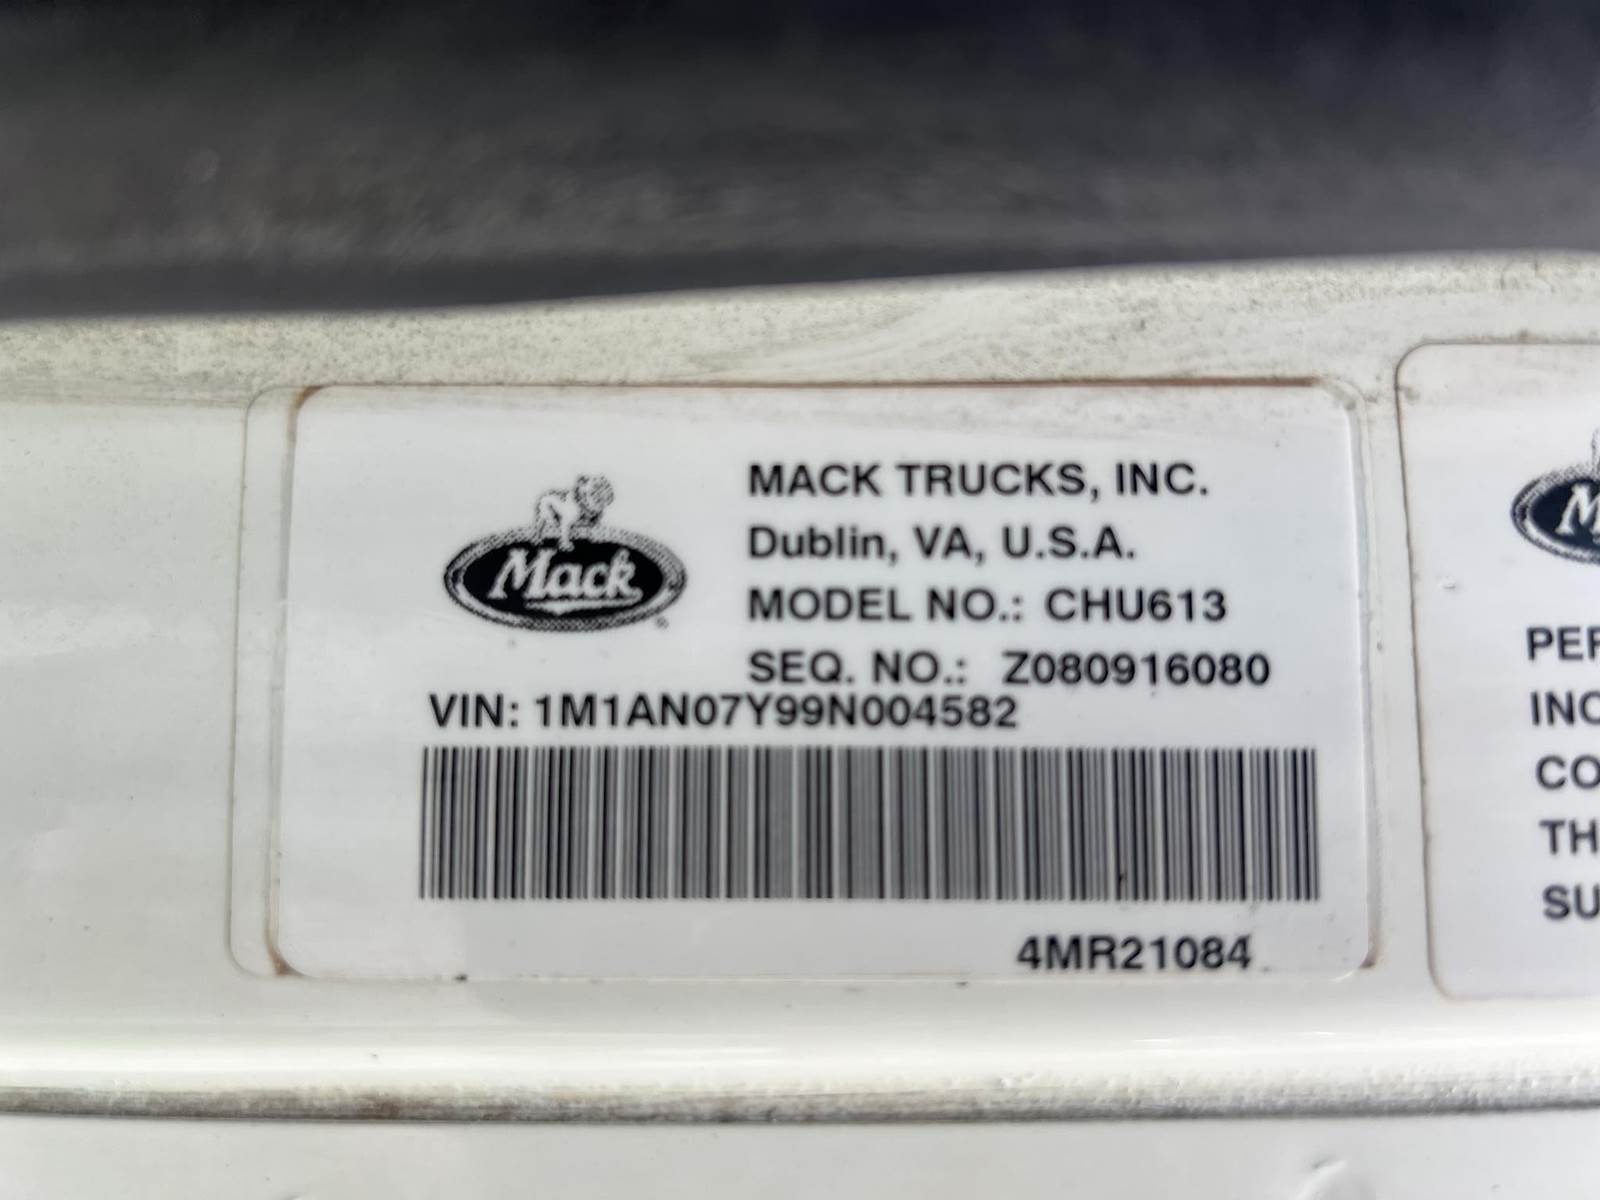 Mack
MACK TRUCKS, INC.
Dublin, VA, U.S.A.
MODEL NO.: CHU613
SEQ. NO.: Z080916080
VIN: 1M1AN07Y99N004582
4MR21084
M
PER
INC
CO
TH
SU